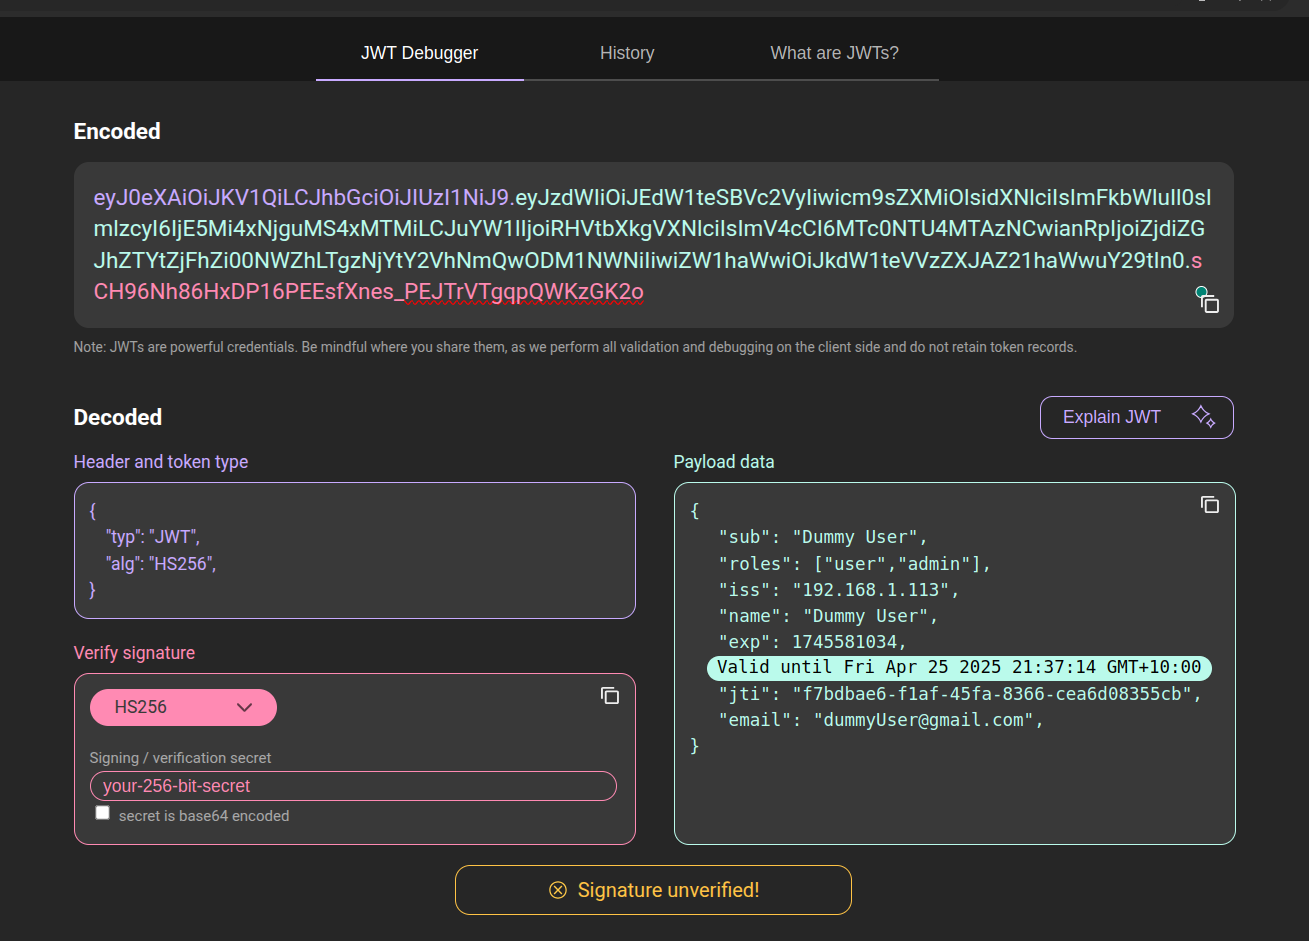 JWT Debugger
History
What are JWTs?
Encoded
eyJ0eXAiOiJKV1QiLCJhbGciOiJIUzI1NiJ9.eyJzdWIiOiJEdW1teSBVc2VyIiwicm9sZXMiOlsidXNlciIsImFkbWluIl0sI
mlzcyI6IjE5Mi4xNjguMS4xMTMiLCJuYW1lIjoiRHVtbXkgVXNlciIsImV4cCI6MTc0NTU4MTAzNCwianRpIjoiZjdiZG
JhZTYtZjFhZi00NWZhLTgzNjYtY2VhNmQwODM1NWNiIiwiZW1haWwiOiJkdW1teVVzZXJAZ21haWwuY29tIn0.s
CH96Nh86HxDP16PEEsfXnes_PEJTrVTgqpQWKzGK2o
Note: JWTs are powerful credentials. Be mindful where you share them, as we perform all validation and debugging on the client side and do not retain token records.
Decoded
Explain JWT
Header and token type
{
"typ": "JWT",
"alg": "HS256",
}
Verify signature
HS256
Signing / verification secret
your-256-bit-secret
secret is base64 encoded
Payload data
{
"sub": "Dummy User",
"roles": ["user","admin"],
"iss": "192.168.1.113",
"name": "Dummy User",
"exp": 1745581034,
Valid until Fri Apr 25 2025 21:37:14 GMT+10:00
"jti": "f7bdbae6-f1af-45fa-8366-cea6d08355cb",
"email": "dummyUser@gmail.com",
}
Signature unverified!